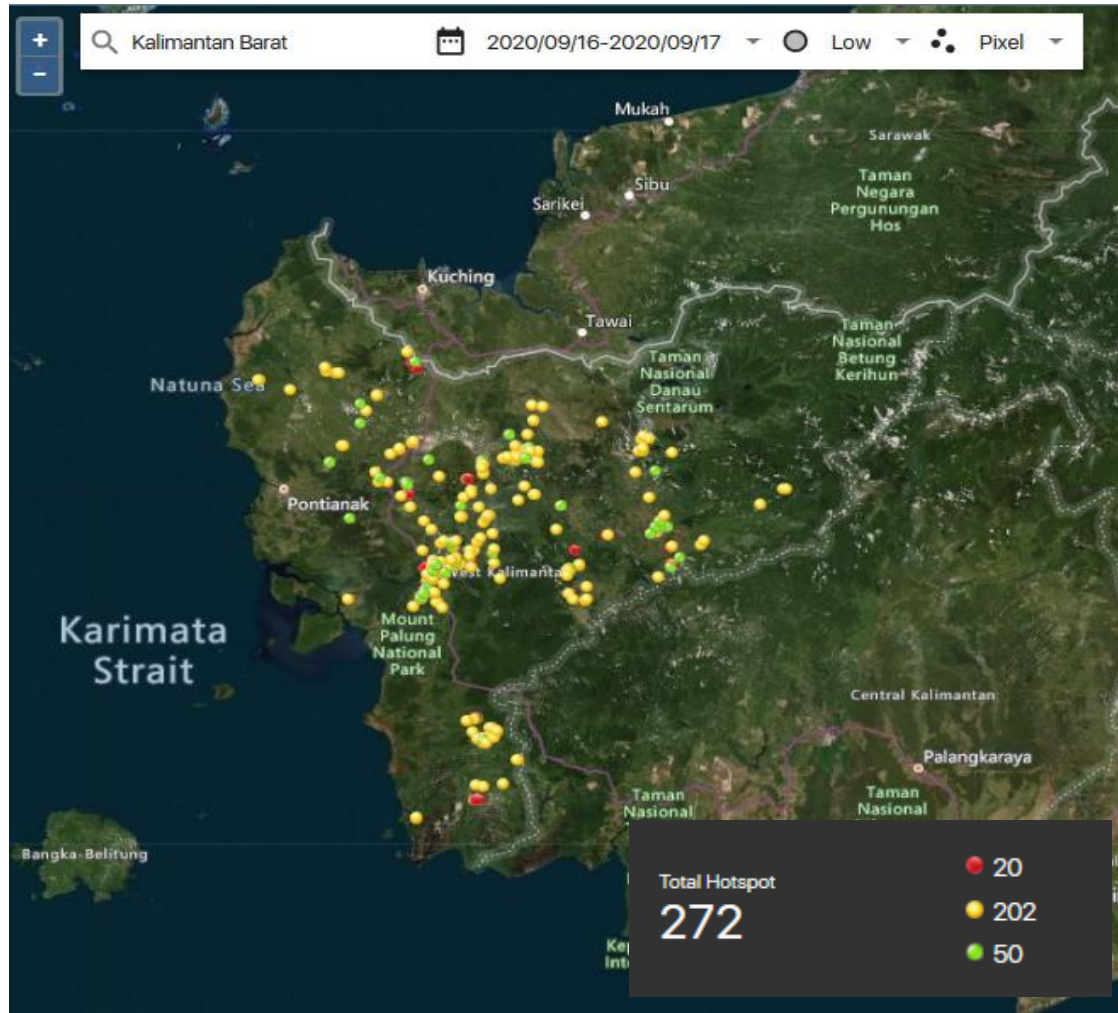 +
Kalimantan Barat
2020/09/16-2020/09/17
Low
Pixel
−
Mukah
Sarawak
Taman
Negara
Pergunungan
Hos
Sibu
Sarikei
Kuching
Tawai
Taman
Nasional
Betung
Kerihun
Taman
Nasional
Danau
Sentarum
Natuna Sea
Pontianak
West Kalimantan
Karimata
Strait
Mount
Palung
National
Park
Central Kalimantan
Palangkaraya
Taman
Nasional
Taman
Nasional
Bangka-Belitung
Total Hotspot
272
20
202
50